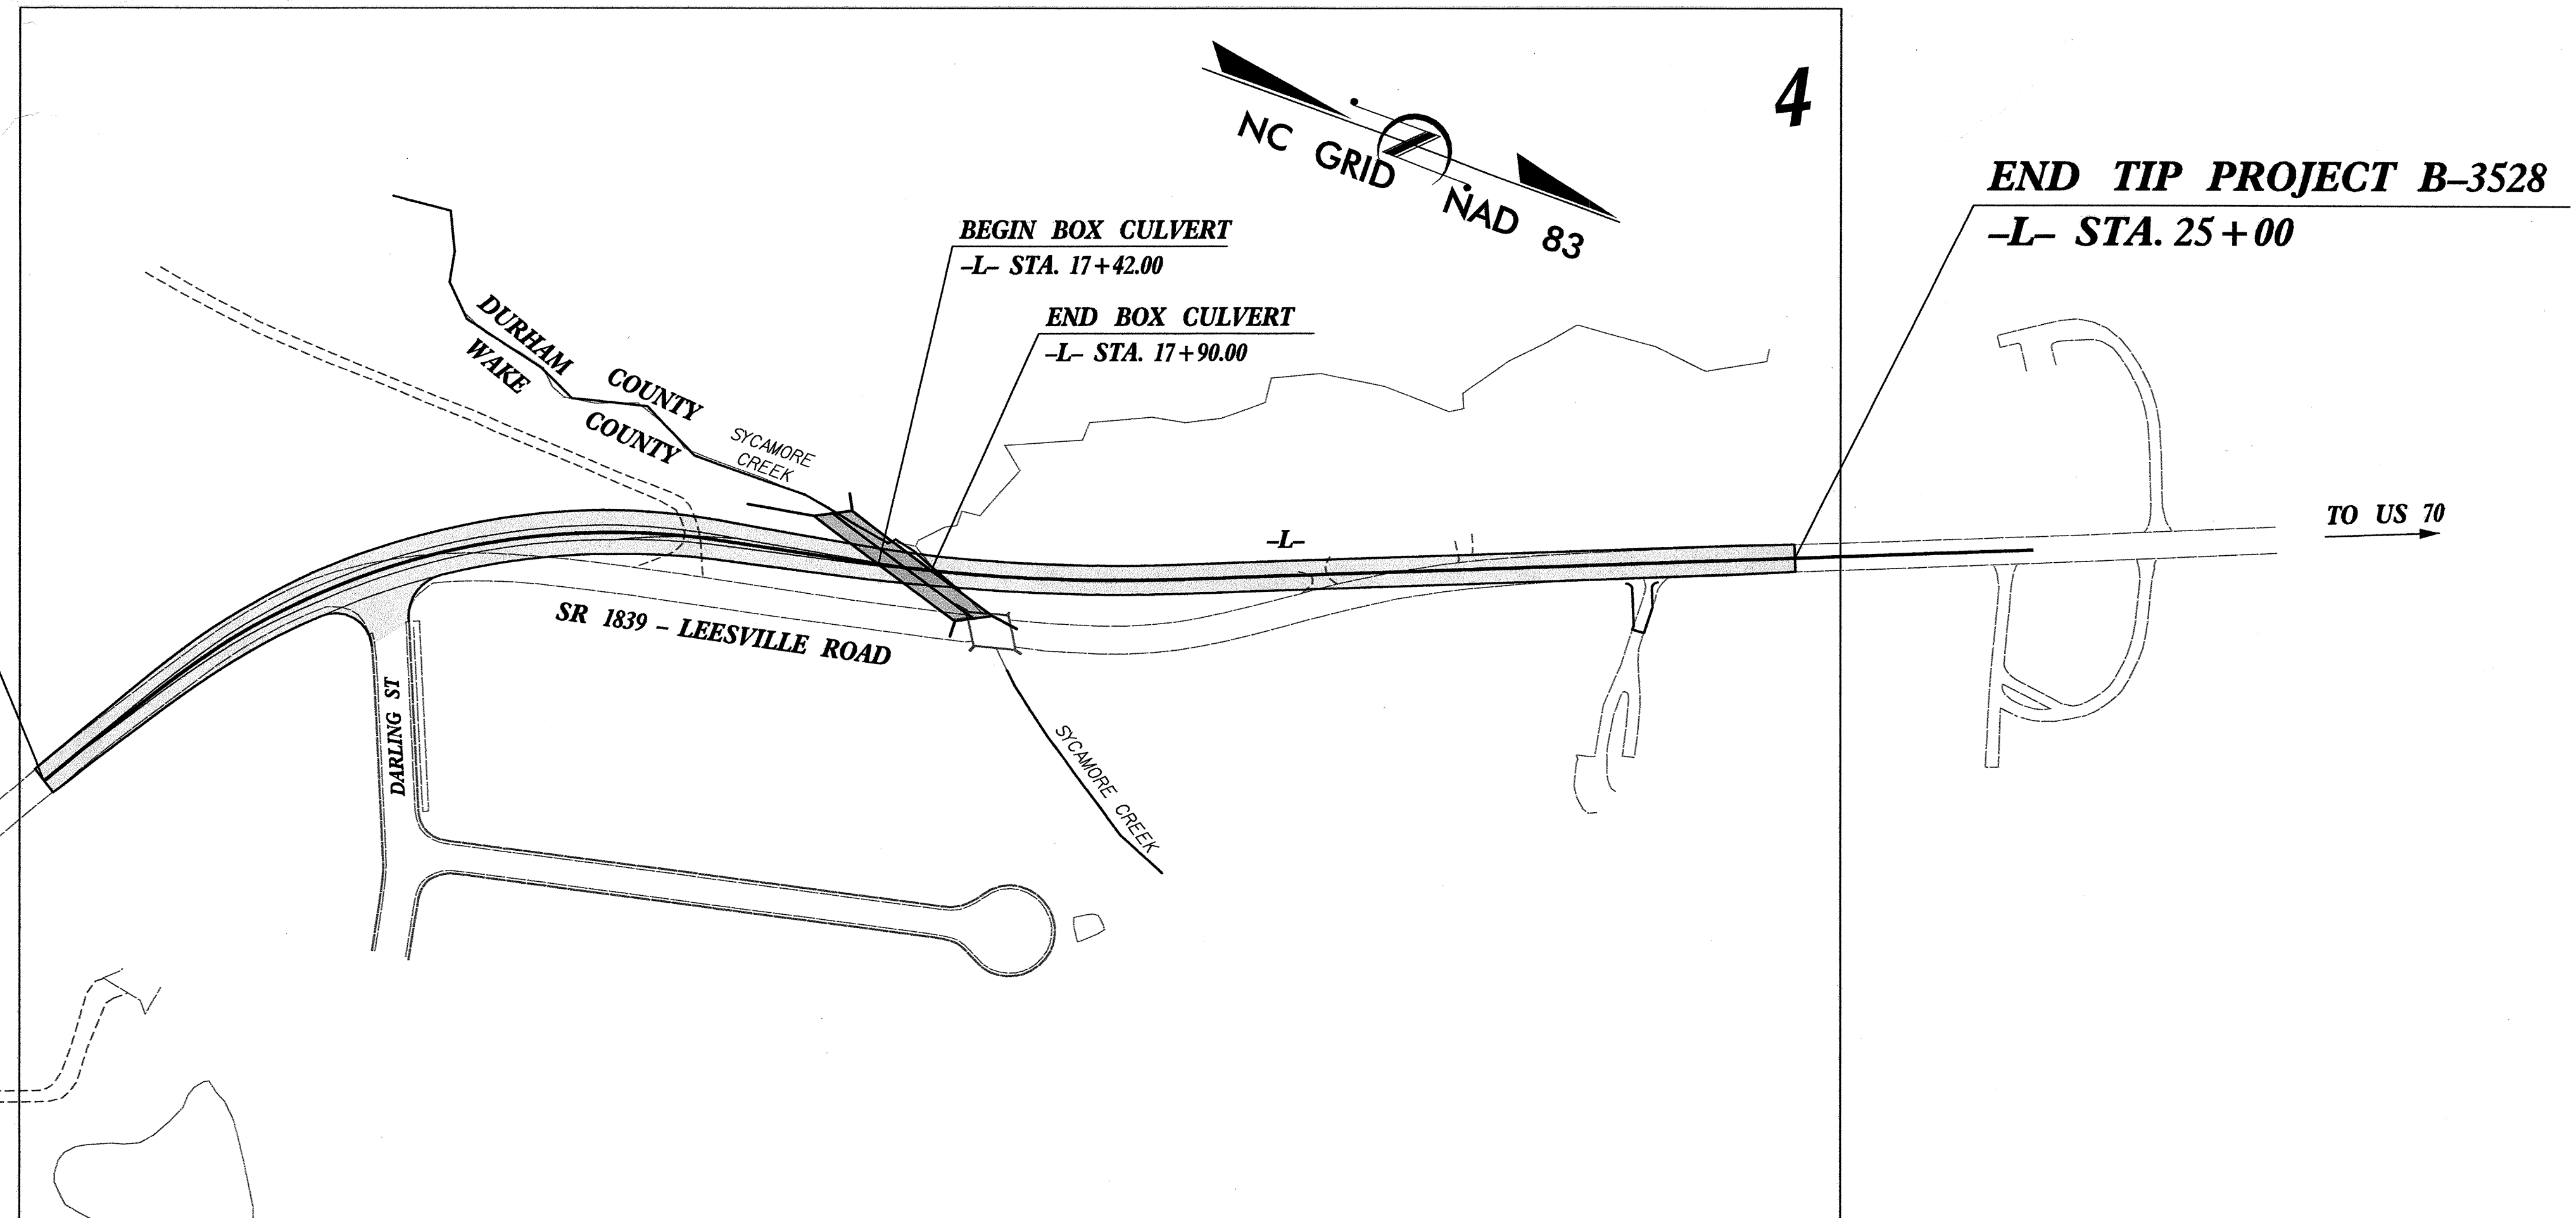 4
NC GRID
NAD 83
END TIP PROJECT B–3528
–L– STA. 25+00
BEGIN BOX CULVERT
–L– STA. 17+42.00
END BOX CULVERT
–L– STA. 17+90.00
DURHAM COUNTY
WAKE COUNTY
SYCAMORE
CREEK
–L–
TO US 70
SR 1839 – LEESVILLE ROAD
DARLING ST
SYCAMORE CREEK